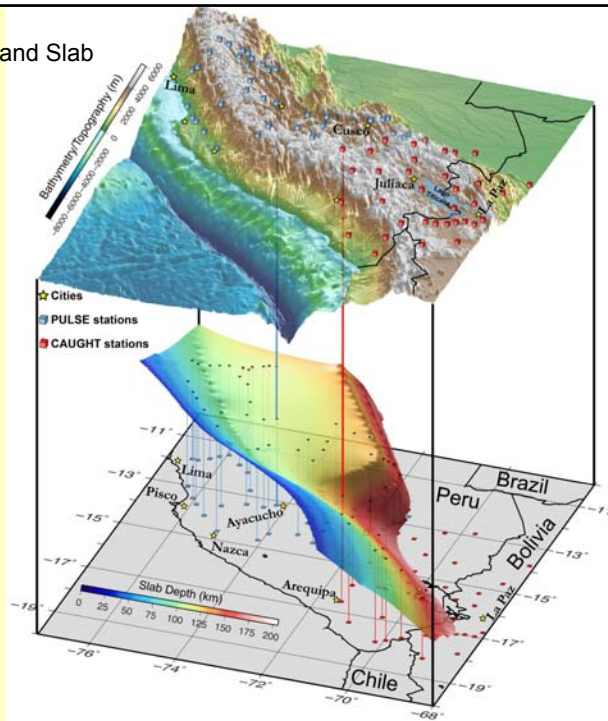 and Slab
Bathymetry/Topography (m)
-8000 -6000 -4000 -2000 0 2000 4000 6000
Lima
Cusco
Juliaca
Lago
Titicaca
La Paz
Cities
PULSE stations
CAUGHT stations
-11°
-13°
-15°
-17°
-19°
Lima
Pisco
Ayacucho
Nazca
Arequipa
Slab Depth (km)
0 25 50 75 100 125 150 175 200
Peru
Brazil
Bolivia
La Paz
Chile
-13°
-15°
-17°
-19°
-76°
-74°
-72°
-70°
-68°